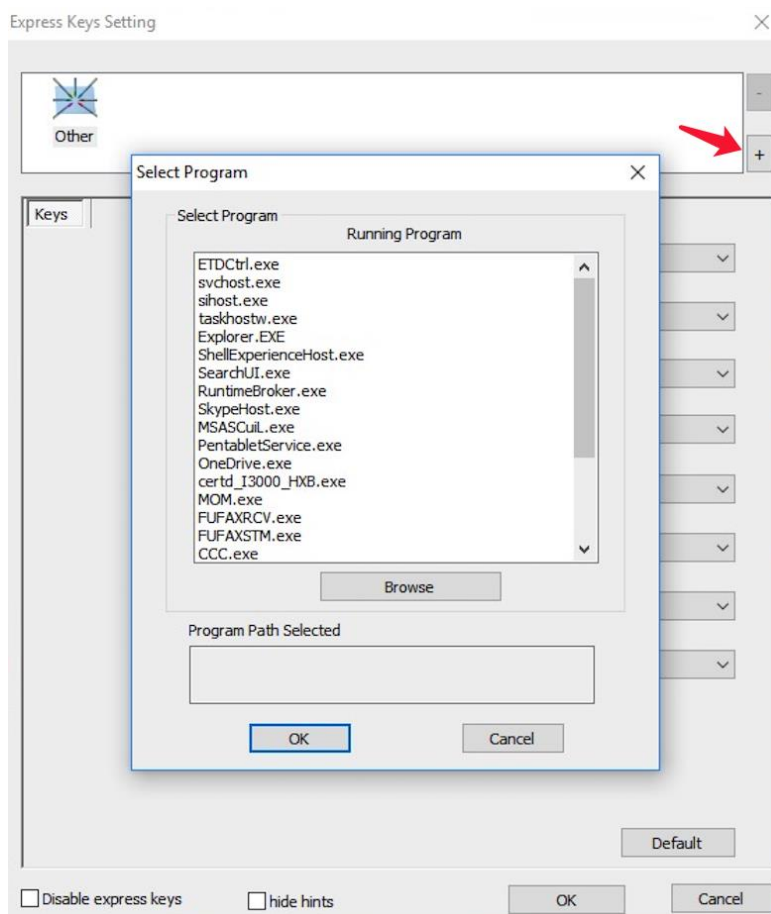 Express Keys Setting
-
Other
+
Select Program
Keys
Select Program
Running Program
ETDCtrl.exe
svchost.exe
sihost.exe
taskhostw.exe
Explorer.EXE
ShellExperienceHost.exe
SearchUI.exe
RuntimeBroker.exe
SkypeHost.exe
MSASCuiL.exe
PentabletService.exe
OneDrive.exe
certd_I3000_HXB.exe
MOM.exe
FUFAXRCV.exe
FUFAXSTM.exe
CCC.exe
Browse
Program Path Selected
OK Cancel
Default
Disable express keys hide hints OK Cancel